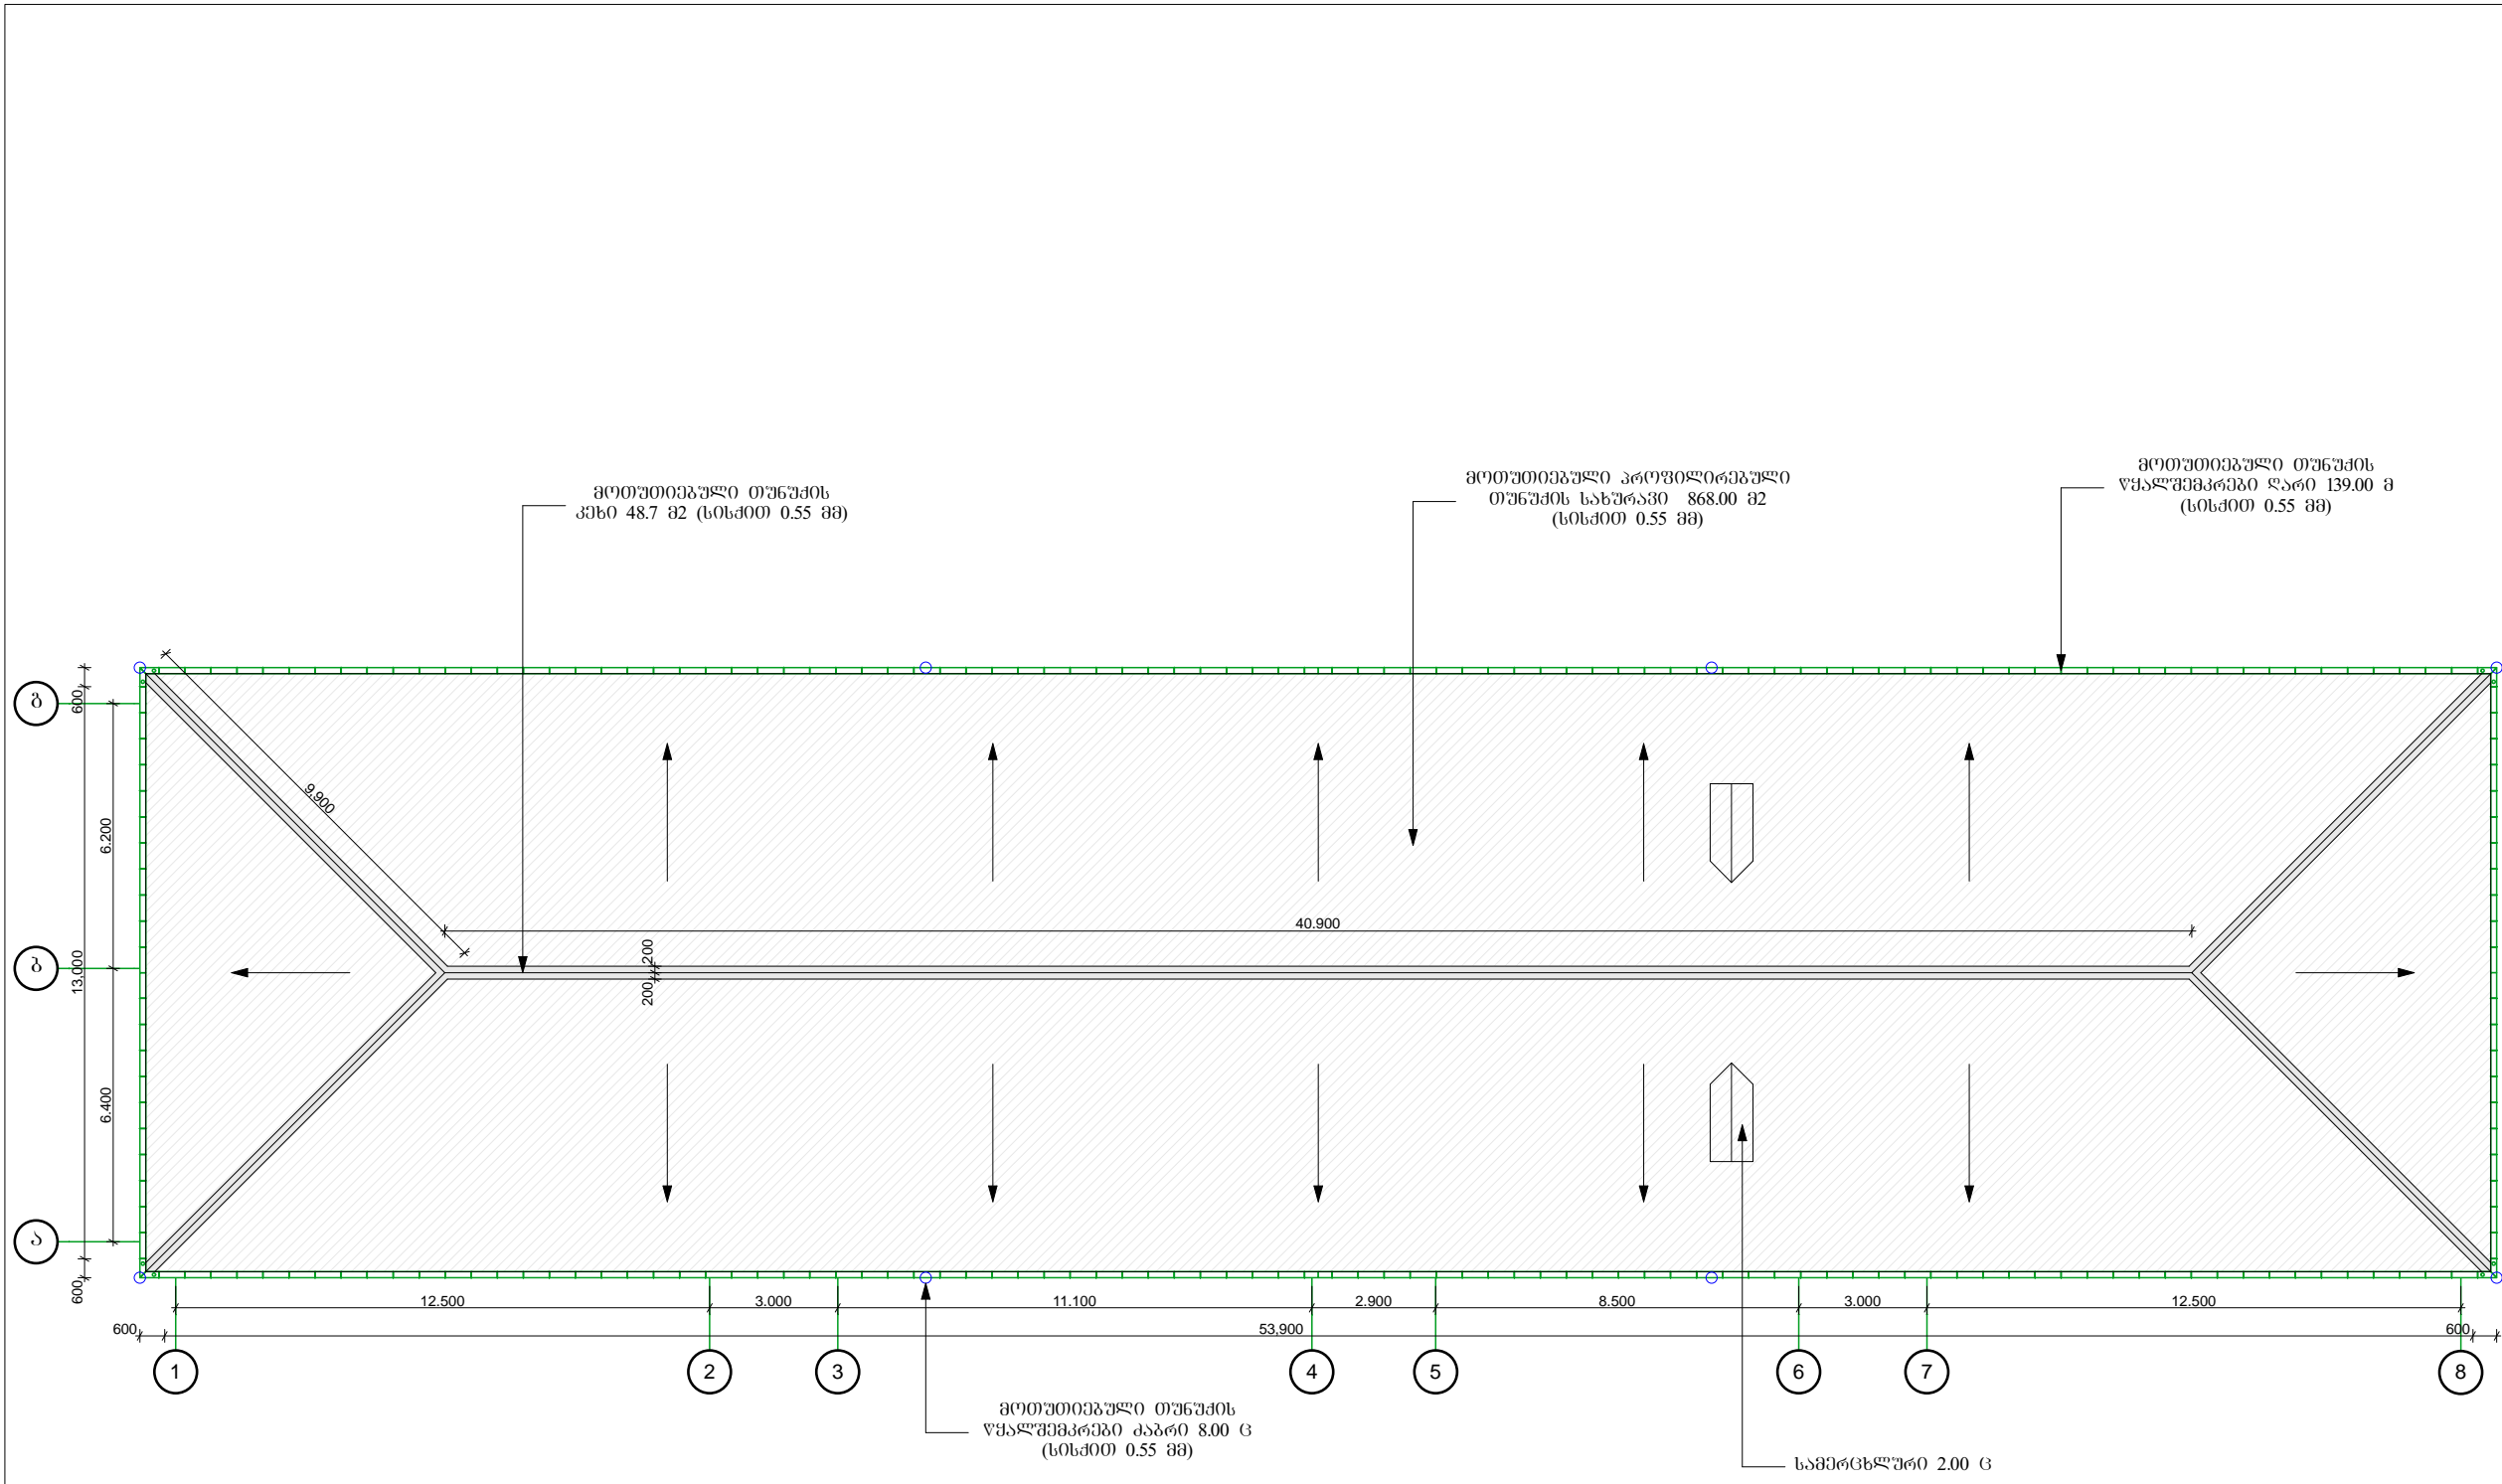 მოთუთიებული თუნუქის
წყალშემკრები ღარი 139.00 მ
(სისქით 0.55 მმ)
მოთუთიებული პროფილირებული
თუნუქის სახურავი 868.00 მ2
(სისქით 0.55 მმ)
მოთუთიებული თუნუქის
კეხი 48.7 მ2 (სისქით 0.55 მმ)
600
გ
9,900
6.200
40.900
200
200
ბ
13,000
6.400
ა
600
12.500
3.000
11.100
2.900
8.500
3.000
12.500
600
53,900
600
1
2
3
4
5
6
7
8
მოთუთიებული თუნუქის
წყალშემკრები ძაბრი 8.00 ც
(სისქით 0.55 მმ)
სამერცხლური 2.00 ც